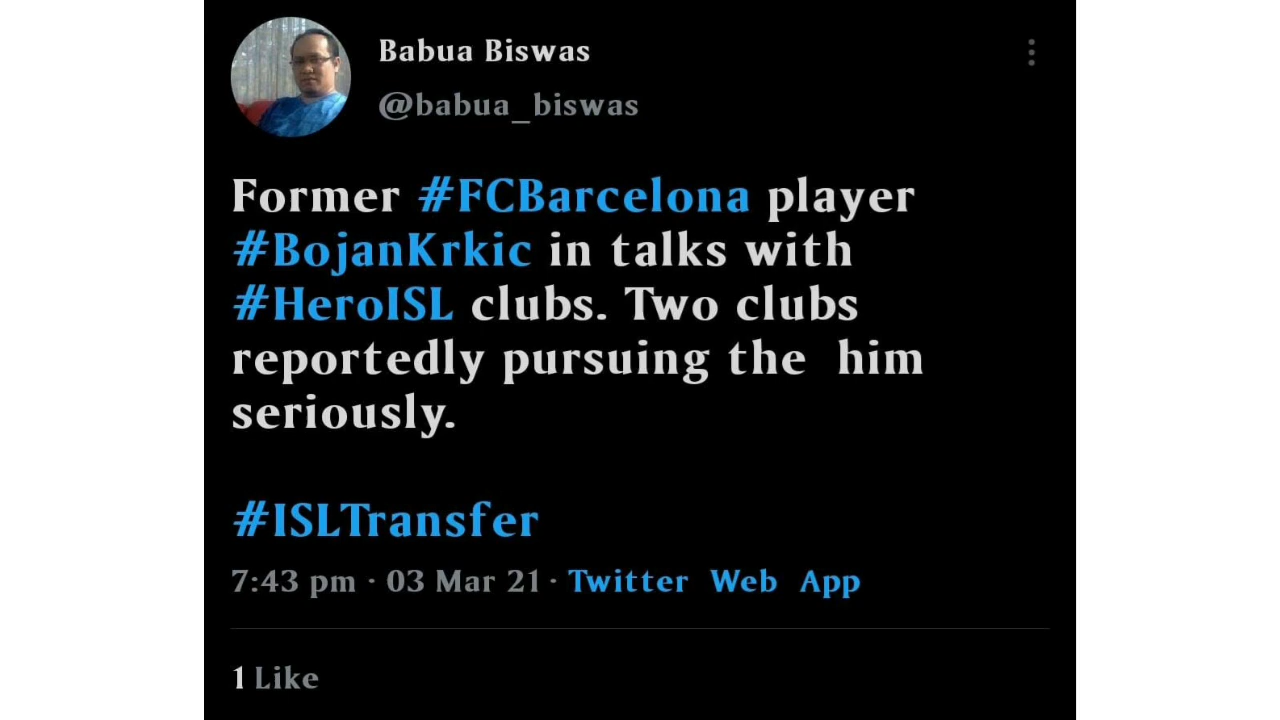 Babua Biswas
@babua_biswas
Former #FCBarcelona player
#BojanKrkic in talks with
#HeroISL clubs. Two clubs
reportedly pursuing the  him
seriously.
#ISLTransfer
7:43 pm · 03 Mar 21 · Twitter Web App
1 Like